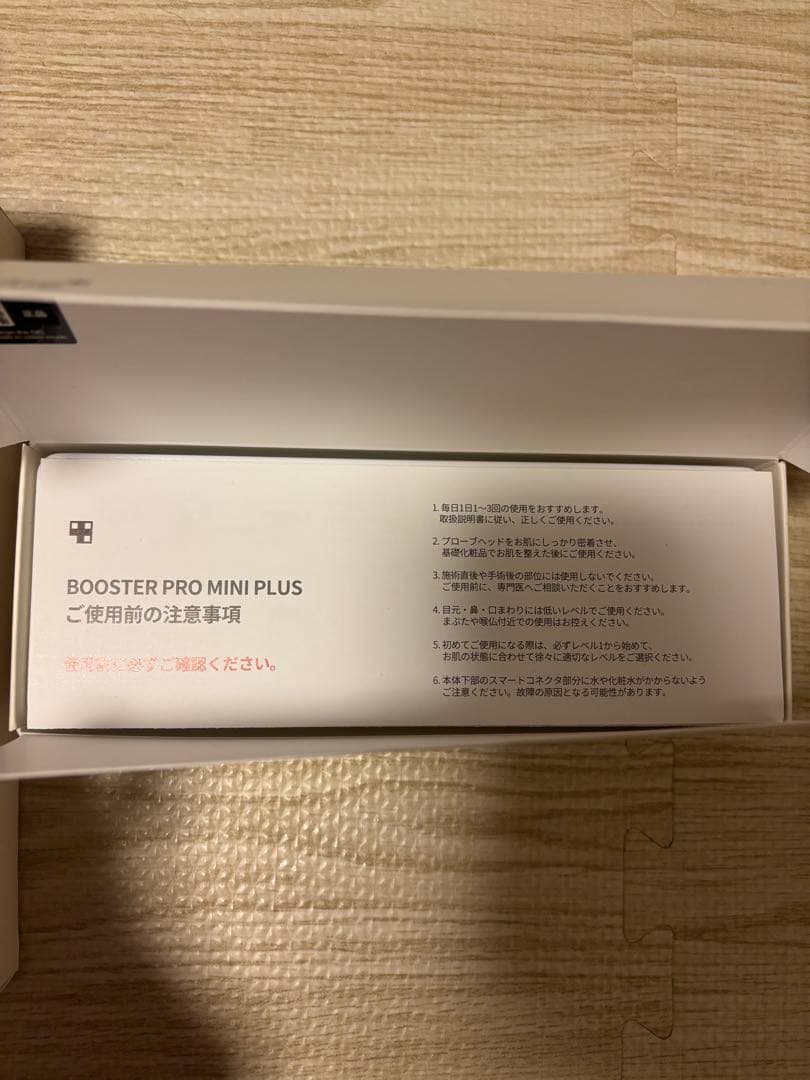 BOOSTER PRO MINI PLUS
ご使用前の注意事項
使用前に必ずご確認ください。
1. 毎日1日1～3回の使用をおすすめします。
取扱説明書に従い、正しくご使用ください。
2. プローブヘッドをお肌にしっかり密着させ、
基礎化粧品でお肌を整えた後にご使用ください。
3. 施術直後や手術後の部位には使用しないでください。
ご使用前に、専門医へご相談いただくことをおすすめします。
4. 目元・鼻・口まわりには低いレベルでご使用ください。
まぶたや喉仏付近での使用はお控えください。
5. 初めてご使用になる際は、必ずレベル1から始めて、
お肌の状態に合わせて徐々に適切なレベルをご選択ください。
6. 本体下部のスマートコネクタ部分に水や化粧水がかからないよう
ご注意ください。故障の原因となる可能性があります。